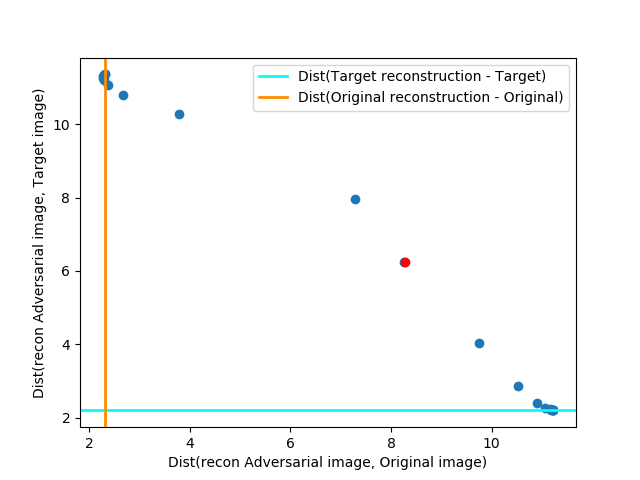 Dist(Target reconstruction - Target)
Dist(Original reconstruction - Original)
Dist(recon Adversarial image, Target image)
10
8
6
4
2
2
4
6
8
10
Dist(recon Adversarial image, Original image)